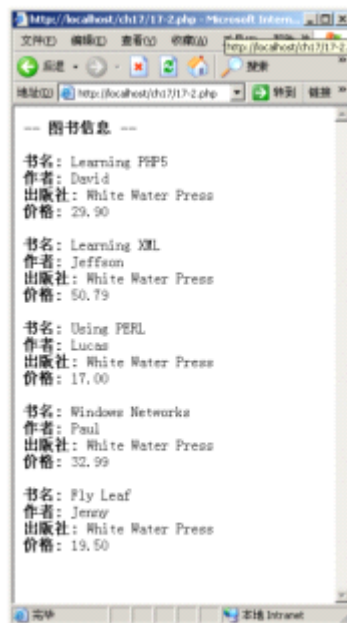 http://localhost/ch17/17-2.php - Microsoft Intern...
文件(F) 编辑(E) 查看(V) 收藏(A)
http://localhost/ch17/17-2.
后退 搜索
地址(D) http://localhost/ch17/17-2.php 转到 链接 »
-- 图书信息 --
书名: Learning PHP5
作者: David
出版社: White Water Press
价格: 29.90
书名: Learning XML
作者: Jeffson
出版社: White Water Press
价格: 50.79
书名: Using PERL
作者: Lucas
出版社: White Water Press
价格: 17.00
书名: Windows Networks
作者: Paul
出版社: White Water Press
价格: 32.99
书名: Fly Leaf
作者: Jenny
出版社: White Water Press
价格: 19.50
完毕 本地 Intranet